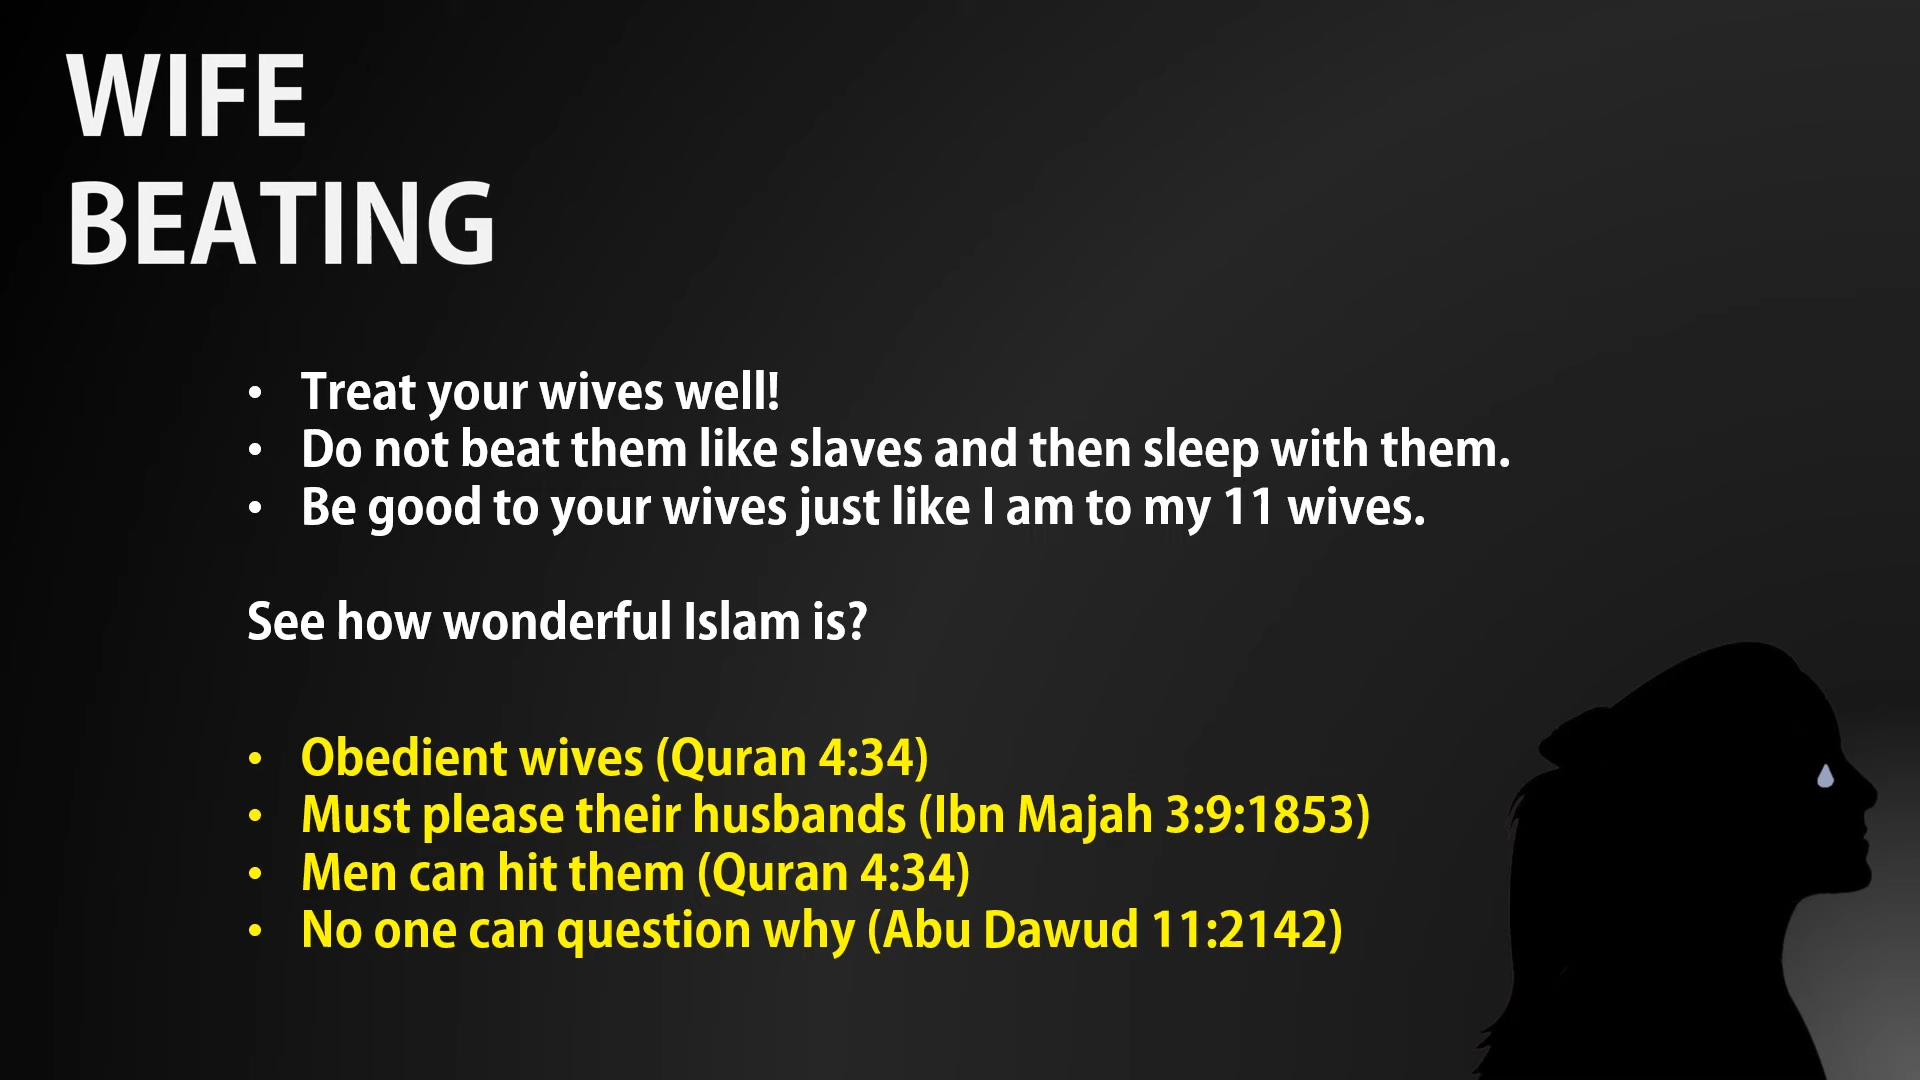 WIFE
BEATING
• Treat your wives well!
• Do not beat them like slaves and then sleep with them.
• Be good to your wives just like I am to my 11 wives.
See how wonderful Islam is?
• Obedient wives (Quran 4:34)
• Must please their husbands (Ibn Majah 3:9:1853)
• Men can hit them (Quran 4:34)
• No one can question why (Abu Dawud 11:2142)